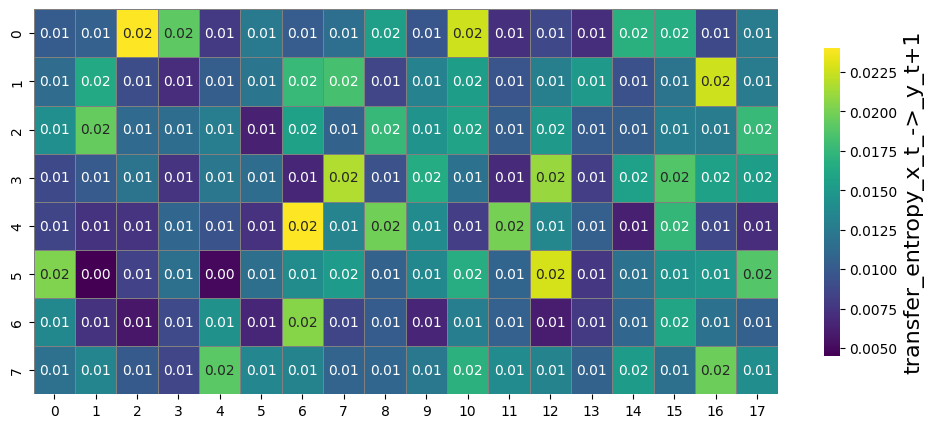 0 0.01 0.01 0.02 0.02 0.01 0.01 0.01 0.01 0.02 0.01 0.02 0.01 0.01 0.01 0.02 0.02 0.01 0.01
1 0.01 0.02 0.01 0.01 0.01 0.01 0.02 0.02 0.01 0.01 0.02 0.01 0.01 0.02 0.01 0.01 0.02 0.01
2 0.01 0.02 0.01 0.01 0.01 0.01 0.02 0.01 0.02 0.01 0.02 0.01 0.02 0.01 0.01 0.01 0.01 0.02
3 0.01 0.01 0.01 0.01 0.01 0.01 0.01 0.02 0.01 0.02 0.01 0.01 0.02 0.01 0.02 0.02 0.02 0.02
4 0.01 0.01 0.01 0.01 0.01 0.01 0.02 0.01 0.02 0.01 0.01 0.02 0.01 0.01 0.01 0.02 0.01 0.01
5 0.02 0.00 0.01 0.01 0.00 0.01 0.01 0.02 0.01 0.01 0.02 0.01 0.02 0.01 0.01 0.01 0.01 0.02
6 0.01 0.01 0.01 0.01 0.01 0.01 0.02 0.01 0.01 0.01 0.01 0.01 0.01 0.01 0.01 0.02 0.01 0.01
7 0.01 0.01 0.01 0.01 0.02 0.01 0.01 0.01 0.01 0.01 0.02 0.01 0.01 0.01 0.02 0.01 0.02 0.01
0 1 2 3 4 5 6 7 8 9 10 11 12 13 14 15 16 17
0.0225
0.0200
0.0175
0.0150
0.0125
0.0100
0.0075
0.0050
transfer_entropy_x_t_->_y_t+1